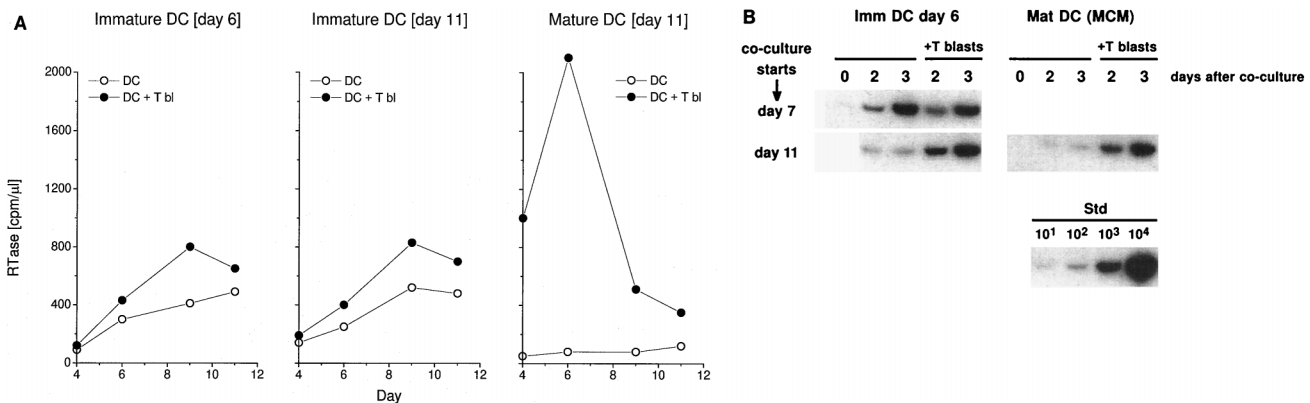 A
Immature DC [day 6]
Immature DC [day 11]
Mature DC [day 11]
RTase [cpm/µl]
2000
1600
1200
800
400
0
DC
DC + T bl
DC
DC + T bl
DC
DC + T bl
4 6 8 10 12
4 6 8 10 12
4 6 8 10 12
Day
B
Imm DC day 6
Mat DC (MCM)
co-culture
starts
+T blasts
+T blasts
0 2 3 2 3
0 2 3 2 3
days after co-culture
day 7
day 11
Std
10¹ 10² 10³ 10⁴